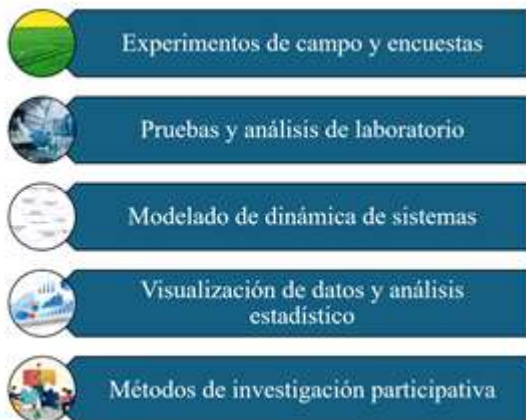 Experimentos de campo y encuestas
Pruebas y análisis de laboratorio
Modelado de dinámica de sistemas
Visualización de datos y análisis
estadístico
Métodos de investigación participativa